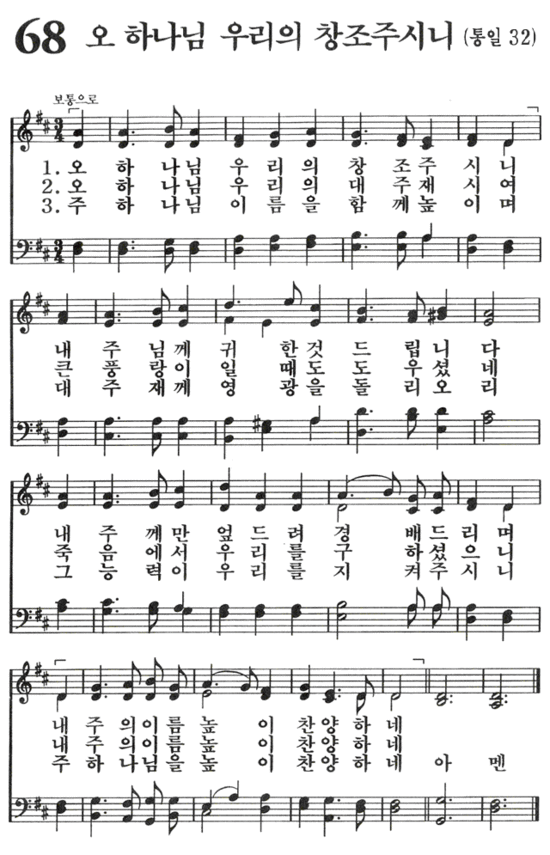 68 오 하나님 우리의 창조주시니 (통일 32)
보통으로
1. 오 하 나님 우 리 의 창 조주 시 니
2. 오 하 나님 우 리 의 대 주재 시 여
3. 주 하 나님 이 름 을 함 께높 이 며
내 주 님께 귀 한것 드 립니 다
큰 풍 랑이 일 때도 도 우셨 네
대 주 재께 영 광을 돌 리오 리
내 주 께만 엎 드 려 경 배드 리 며
죽 음 에서 우 리 를 구 하셨 으 니
그 능 력이 우 리 를 지 켜주 시 니
내 주 의이 름 높 이 찬 양 하 네
내 주 의이 름 높 이 찬 양 하 네
주 하 나님 을 높 이 찬 양 하 네 아 멘